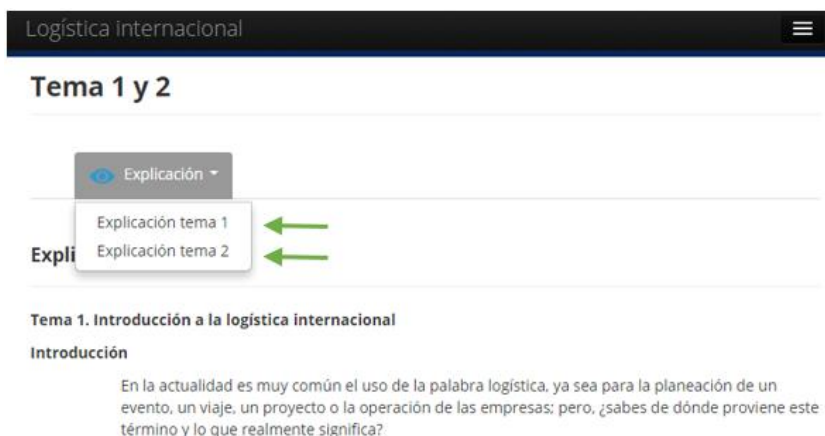 Logística internacional
Tema 1 y 2
Explicación
Explicación tema 1
Explicación tema 2
Expli
Tema 1. Introducción a la logística internacional
Introducción
En la actualidad es muy común el uso de la palabra logística, ya sea para la planeación de un
evento, un viaje, un proyecto o la operación de las empresas; pero, ¿sabes de dónde proviene este
término y lo que realmente significa?